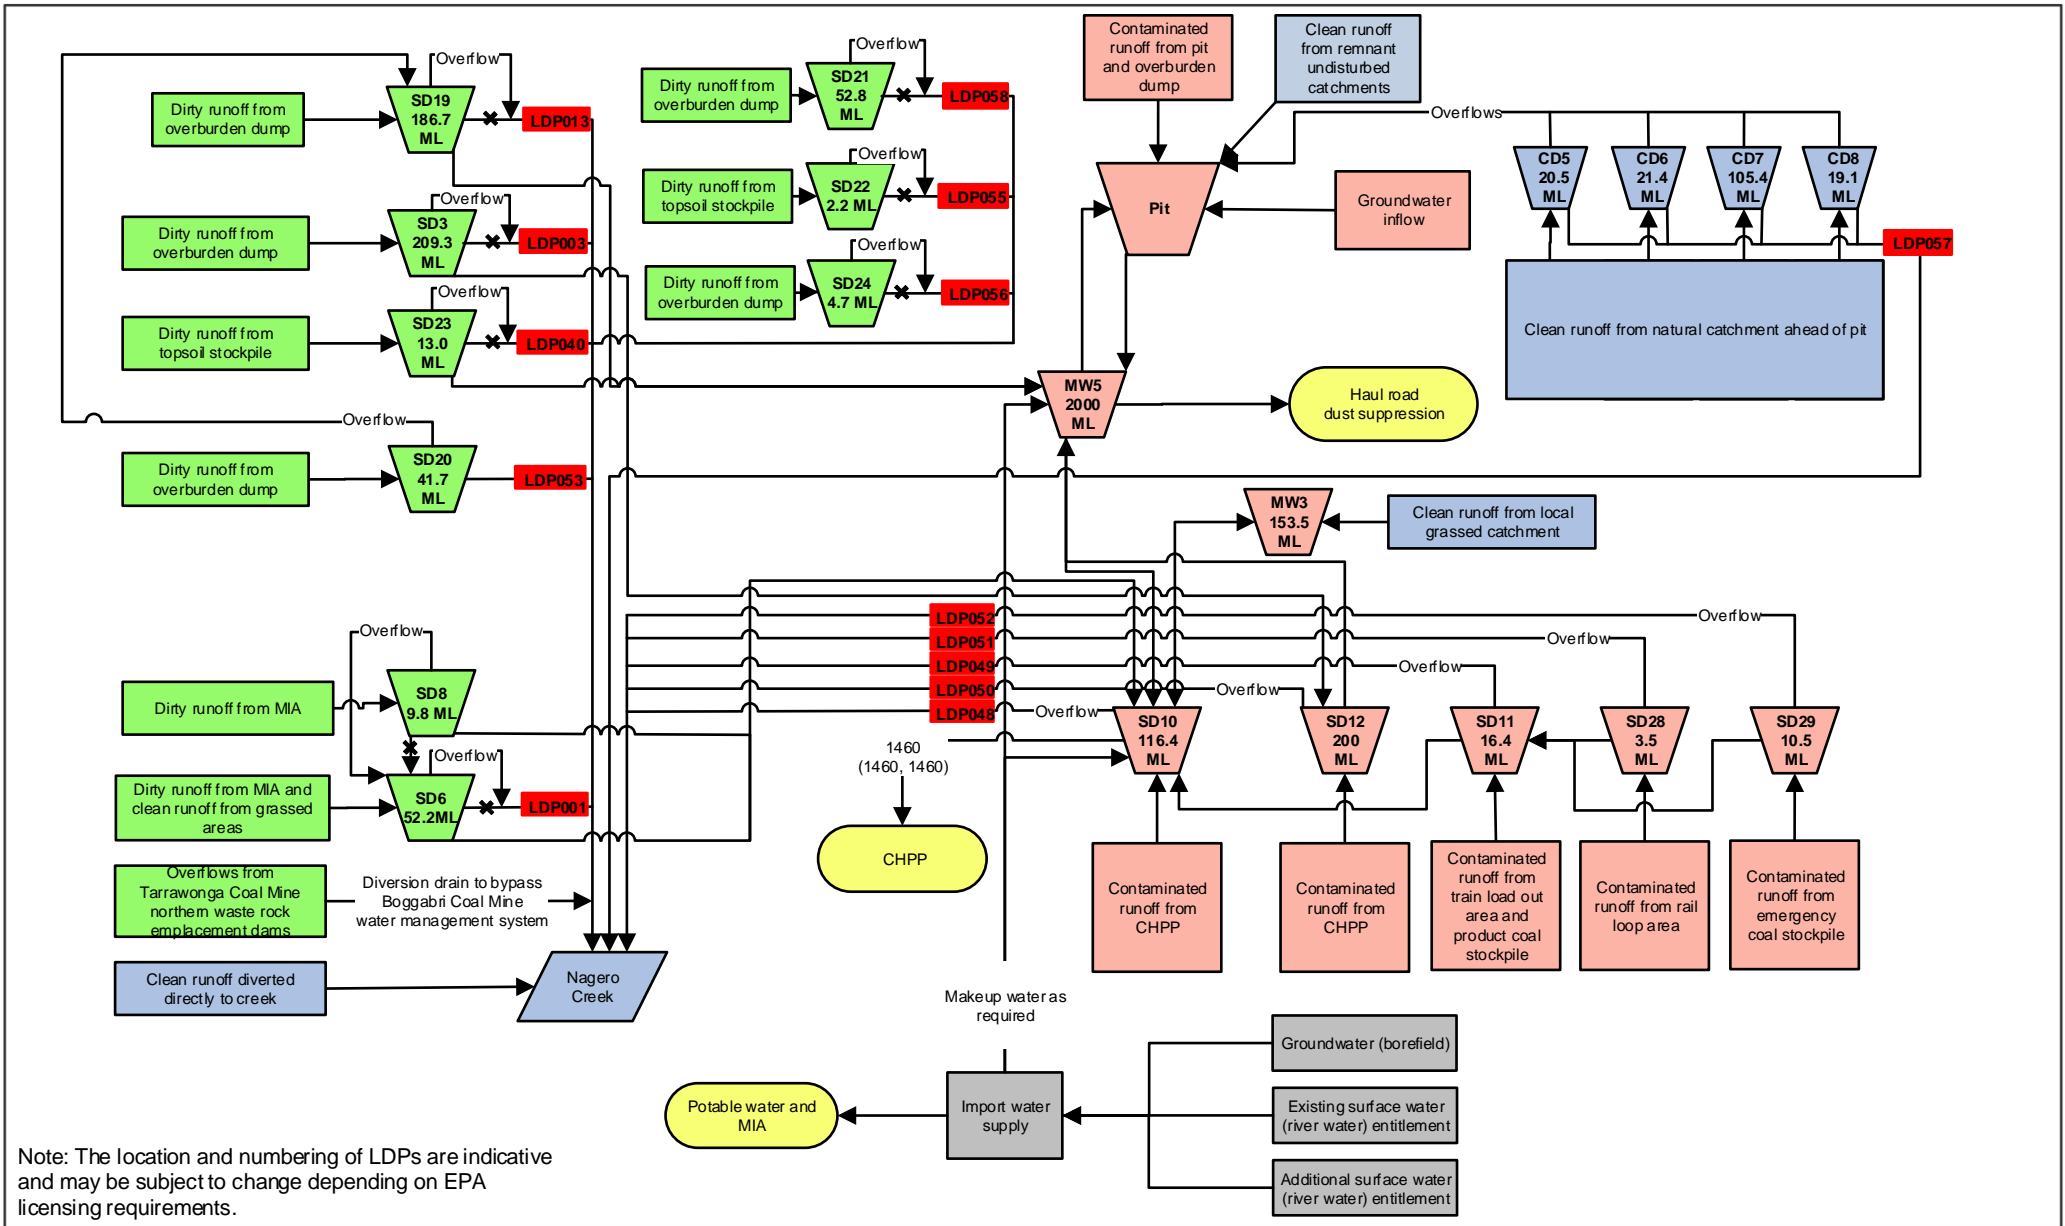 Overflow
SD19
186.7
ML
Dirty runoff from
overburden dump
LDP013
Overflow
SD21
52.8
ML
Dirty runoff from
overburden dump
LDP058
Contaminated
runoff from pit
and overburden
dump
Clean runoff
from remnant
undisturbed
catchments
Overflows
CD5
20.5
ML
CD6
21.4
ML
CD7
105.4
ML
CD8
19.1
ML
Overflow
SD22
2.2 ML
Dirty runoff from
topsoil stockpile
LDP055
Pit
Groundwater
inflow
LDP057
Overflow
SD3
209.3
ML
Dirty runoff from
overburden dump
LDP003
Overflow
SD24
4.7 ML
Dirty runoff from
overburden dump
LDP056
Overflow
SD23
13.0
ML
Dirty runoff from
topsoil stockpile
LDP040
Clean runoff from natural catchment ahead of pit
MW5
2000
ML
Haul road
dust suppression
Overflow
SD20
41.7
ML
Dirty runoff from
overburden dump
LDP053
MW3
153.5
ML
Clean runoff from local
grassed catchment
LDP052
Overflow
LDP051
Overflow
LDP049
Overflow
LDP050
Overflow
LDP048
Overflow
Overflow
SD8
9.8 ML
Dirty runoff from MIA
Overflow
SD6
52.2ML
Dirty runoff from MIA and
clean runoff from grassed
areas
LDP001
SD10
116.4
ML
SD12
200
ML
SD11
16.4
ML
SD28
3.5
ML
SD29
10.5
ML
1460
(1460, 1460)
CHPP
Contaminated
runoff from
CHPP
Contaminated
runoff from
CHPP
Contaminated
runoff from
train load out
area and
product coal
stockpile
Contaminated
runoff from rail
loop area
Contaminated
runoff from
emergency
coal stockpile
Overflows from
Tarrawonga Coal Mine
northern waste rock
emplacement dams
Diversion drain to bypass
Boggabri Coal Mine
water management system
Clean runoff diverted
directly to creek
Nagero
Creek
Makeup water as
required
Groundwater (borefield)
Potable water and
MIA
Import water
supply
Existing surface water
(river water) entitlement
Additional surface water
(river water) entitlement
Note: The location and numbering of LDPs are indicative
and may be subject to change depending on EPA
licensing requirements.